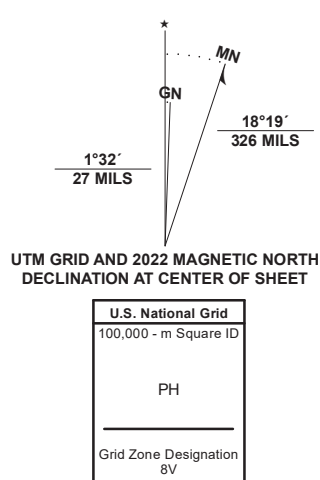 ★
MN
GN
18°19´
326 MILS
1°32´
27 MILS
UTM GRID AND 2022 MAGNETIC NORTH
DECLINATION AT CENTER OF SHEET
U.S. National Grid
100,000 - m Square ID
PH
Grid Zone Designation
8V